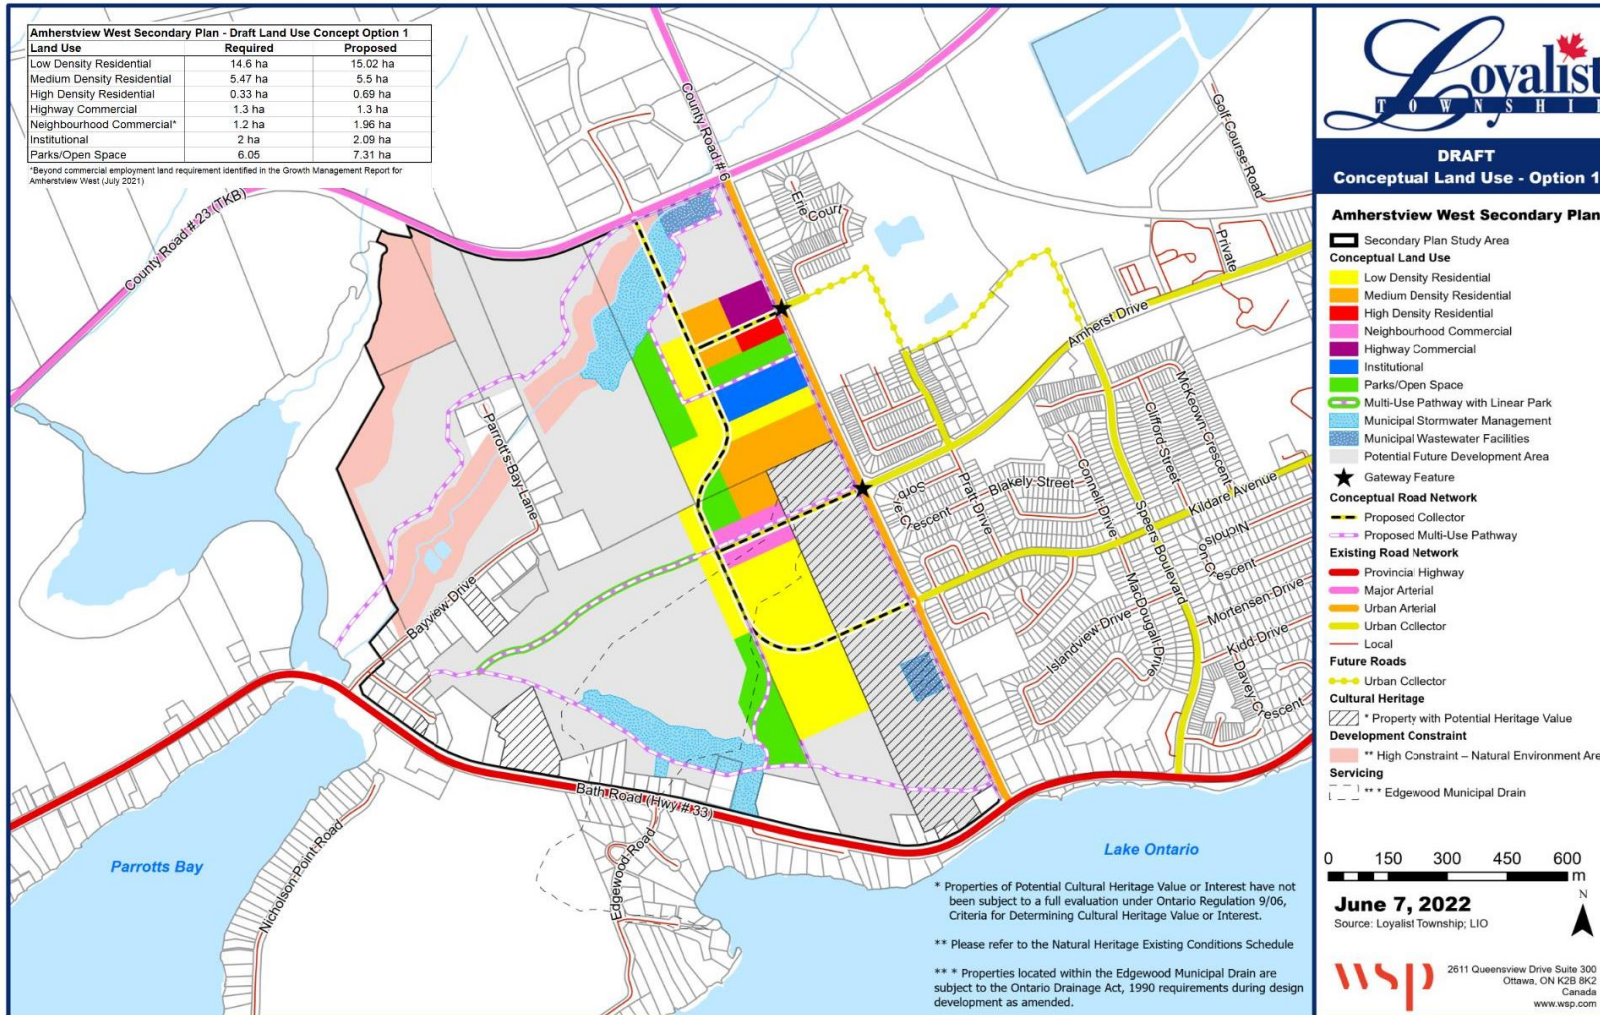 Amherstview West Secondary Plan - Draft Land Use Concept Option 1
Land Use Required Proposed
Low Density Residential 14.6 ha 15.02 ha
Medium Density Residential 5.47 ha 5.5 ha
High Density Residential 0.33 ha 0.69 ha
Highway Commercial 1.3 ha 1.3 ha
Neighbourhood Commercial* 1.2 ha 1.96 ha
Institutional 2 ha 2.09 ha
Parks/Open Space 6.05 7.31 ha
*Beyond commercial employment land requirement identified in the Growth Management Report for
Amherstview West (July 2021)
County Road # 23 (TKB)
County Road # 6
Erie Court
Golf Course Road
Private
Amherst Drive
Parrott's Bay Lane
Bayview Drive
Sorbie Crescent
Pratt Drive
Blakely Street
Connell Drive
Clifford Street
McKeown Crescent
Speers Boulevard
Kildare Avenue
Nicholson Crescent
Mortensen Drive
Kidd Drive
Davey Crescent
MacDougall Drive
Islandview Drive
Bath Road (Hwy # 33)
Edgewood Road
Nicholson Point Road
Parrotts Bay
Lake Ontario
* Properties of Potential Cultural Heritage Value or Interest have not
been subject to a full evaluation under Ontario Regulation 9/06,
Criteria for Determining Cultural Heritage Value or Interest.
** Please refer to the Natural Heritage Existing Conditions Schedule
** * Properties located within the Edgewood Municipal Drain are
subject to the Ontario Drainage Act, 1990 requirements during design
development as amended.
Loyalist
TOWNSHI
DRAFT
Conceptual Land Use - Option 1
Amherstview West Secondary Plan
Secondary Plan Study Area
Conceptual Land Use
Low Density Residential
Medium Density Residential
High Density Residential
Neighbourhood Commercial
Highway Commercial
Institutional
Parks/Open Space
Multi-Use Pathway with Linear Park
Municipal Stormwater Management
Municipal Wastewater Facilities
Potential Future Development Area
Gateway Feature
Conceptual Road Network
Proposed Collector
Proposed Multi-Use Pathway
Existing Road Network
Provincial Highway
Major Arterial
Urban Arterial
Urban Collector
Local
Future Roads
Urban Collector
Cultural Heritage
* Property with Potential Heritage Value
Development Constraint
** High Constraint – Natural Environment Are
Servicing
** * Edgewood Municipal Drain
0 150 300 450 600
m
N
June 7, 2022
Source: Loyalist Township; LIO
wsp
2611 Queensview Drive Suite 300
Ottawa, ON K2B 8K2
Canada
www.wsp.com